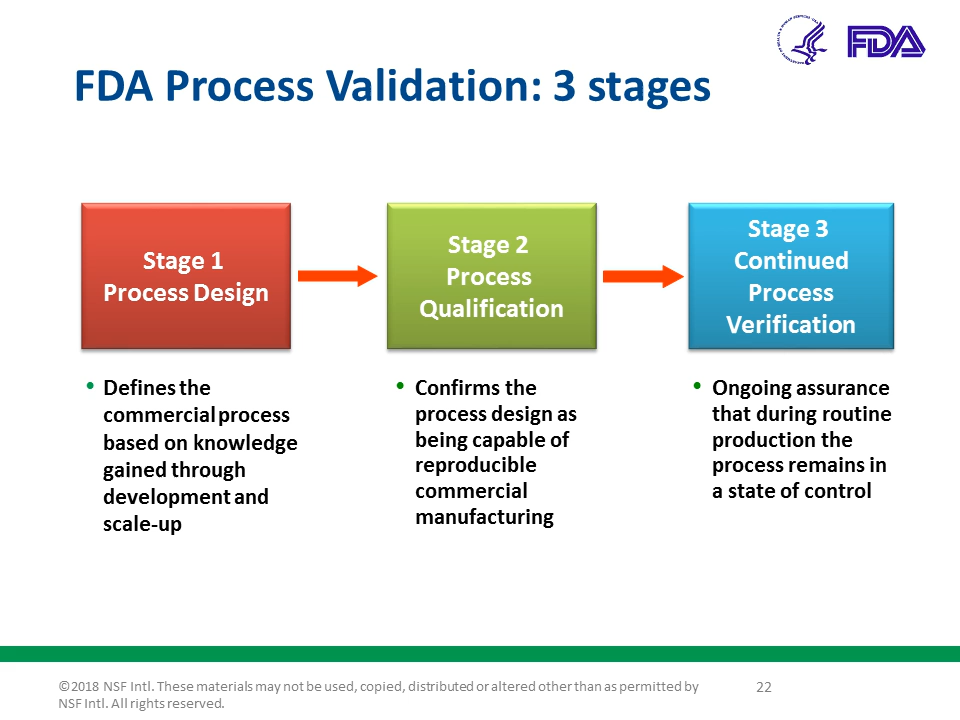 FDA
FDA Process Validation: 3 stages
Stage 1
Process Design
Stage 2
Process
Qualification
Stage 3
Continued
Process
Verification
• Defines the
commercial process
based on knowledge
gained through
development and
scale-up
• Confirms the
process design as
being capable of
reproducible
commercial
manufacturing
• Ongoing assurance
that during routine
production the
process remains in
a state of control
©2018 NSF Intl. These materials may not be used, copied, distributed or altered other than as permitted by
NSF Intl. All rights reserved.
22